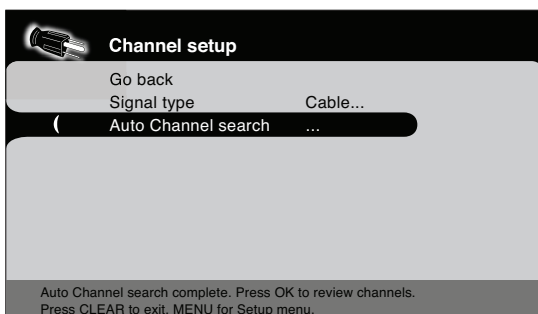 Channel setup
Go back
Signal type Cable...
Auto Channel search ...
Auto Channel search complete. Press OK to review channels.
Press CLEAR to exit. MENU for Setup menu.